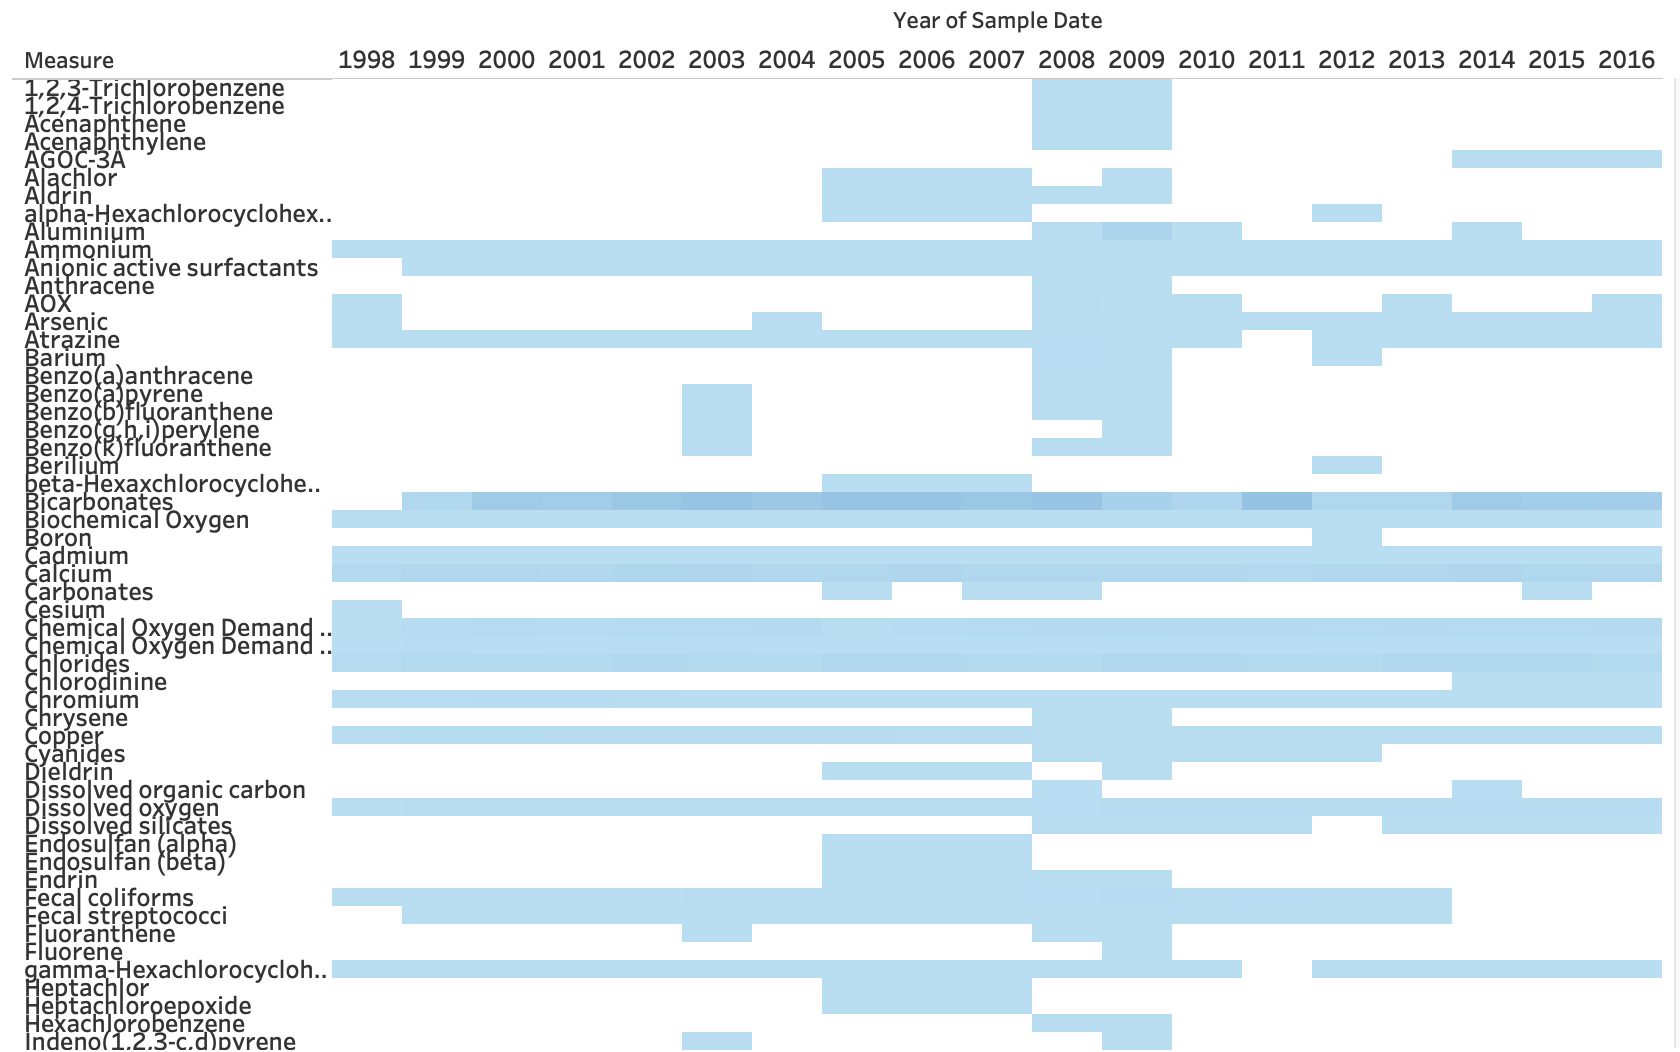 Year of Sample Date
Measure 1998 1999 2000 2001 2002 2003 2004 2005 2006 2007 2008 2009 2010 2011 2012 2013 2014 2015 2016
1,2,3-Trichlorobenzene
1,2,4-Trichlorobenzene
Acenaphthene
Acenaphthylene
AGOC-3A
Alachlor
Aldrin
alpha-Hexachlorocyclohex..
Aluminium
Ammonium
Anionic active surfactants
Anthracene
AOX
Arsenic
Atrazine
Barium
Benzo(a)anthracene
Benzo(a)pyrene
Benzo(b)fluoranthene
Benzo(g,h,i)perylene
Benzo(k)fluoranthene
Berilium
beta-Hexaxchlorocyclohe..
Bicarbonates
Biochemical Oxygen
Boron
Cadmium
Calcium
Carbonates
Cesium
Chemical Oxygen Demand ..
Chemical Oxygen Demand ..
Chlorides
Chlorodinine
Chromium
Chrysene
Copper
Cyanides
Dieldrin
Dissolved organic carbon
Dissolved oxygen
Dissolved silicates
Endosulfan (alpha)
Endosulfan (beta)
Endrin
Fecal coliforms
Fecal streptococci
Fluoranthene
Fluorene
gamma-Hexachlorocycloh..
Heptachlor
Heptachloroepoxide
Hexachlorobenzene
Indeno(1,2,3-c,d)pyrene